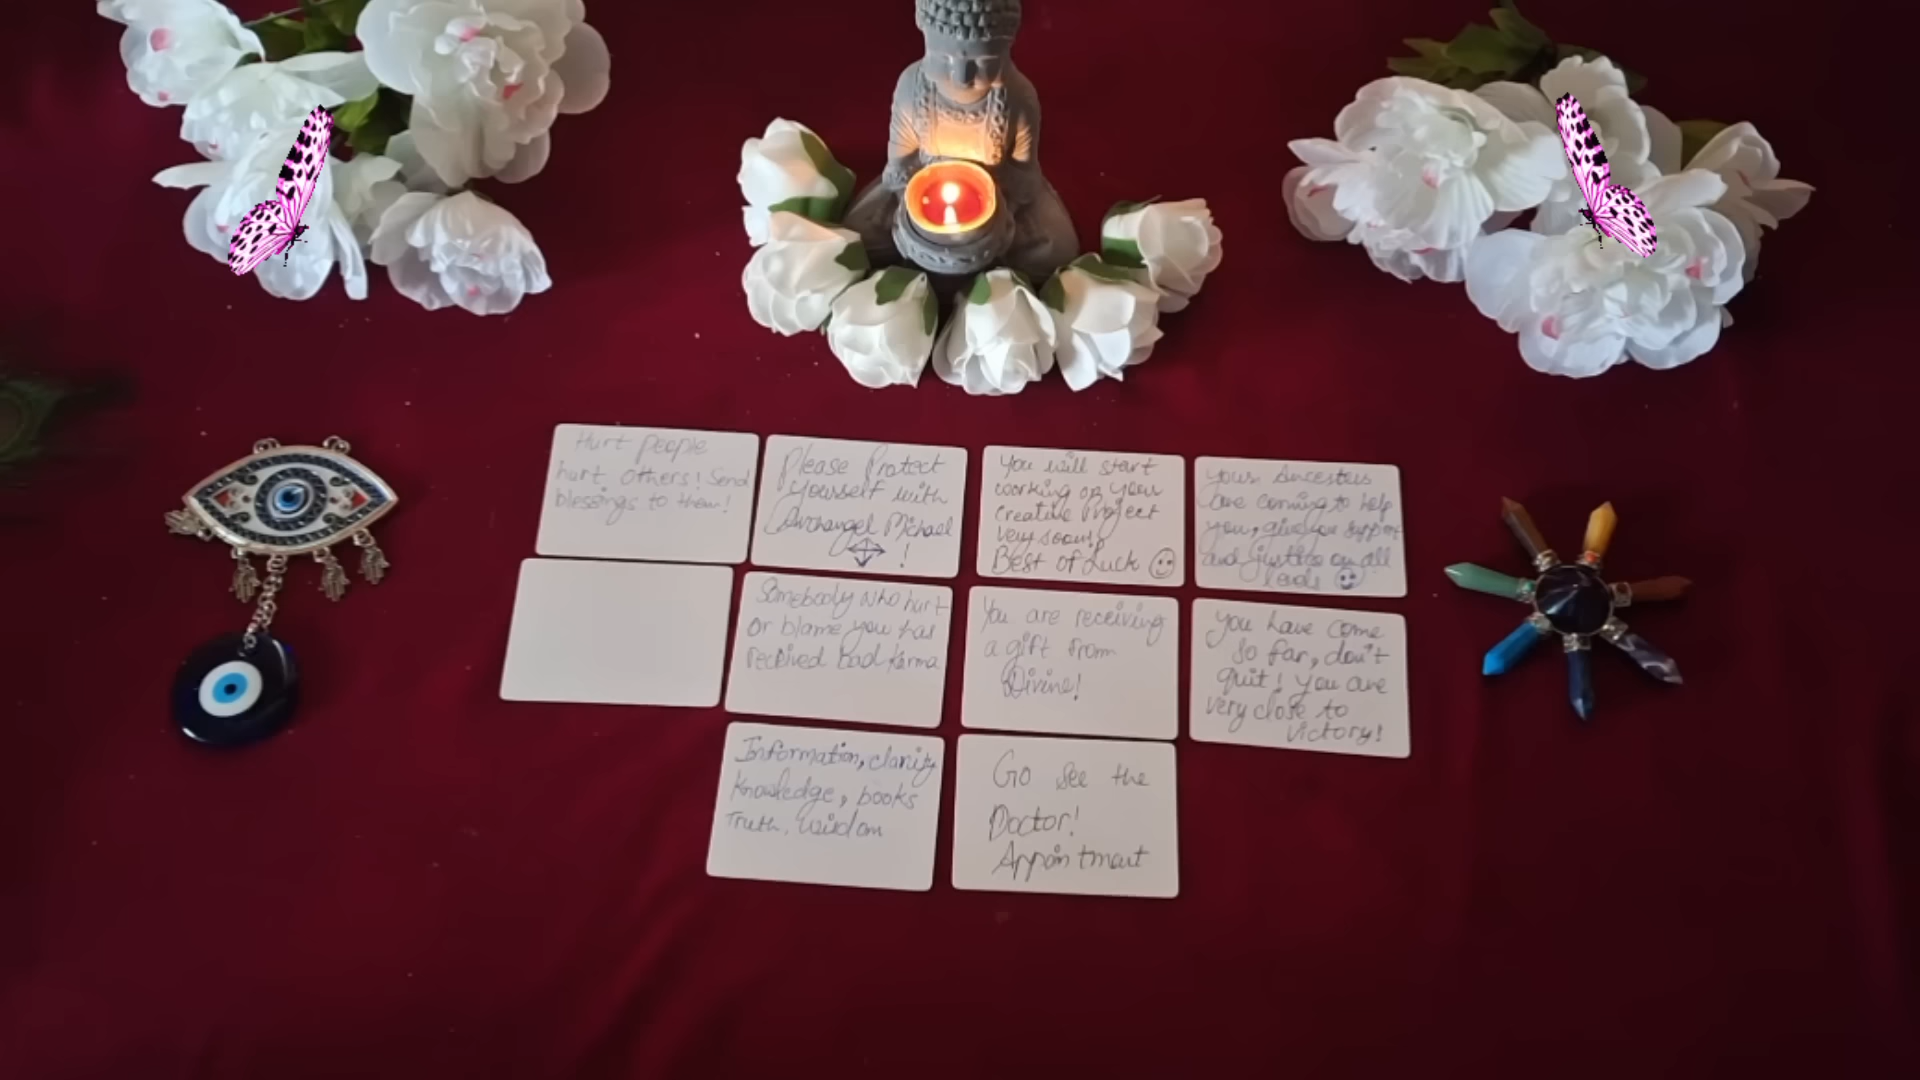 Hurt people
hurt others! Send
blessings to them!
Please Protect
yourself with
Archangel Michael
!
You will start
working on your
creative Project
very soon!
Best of Luck
Your Ancestors
are coming to help
you, give you support
and justice on all
levels
Somebody who hurt
or blame you has
received bad Karma
You are receiving
a gift from
Divine!
You have come
so far, don't
quit! You are
very close to
victory!
Information, clarity
Knowledge, books
Truth, wisdom
Go See the
Doctor!
Appointment